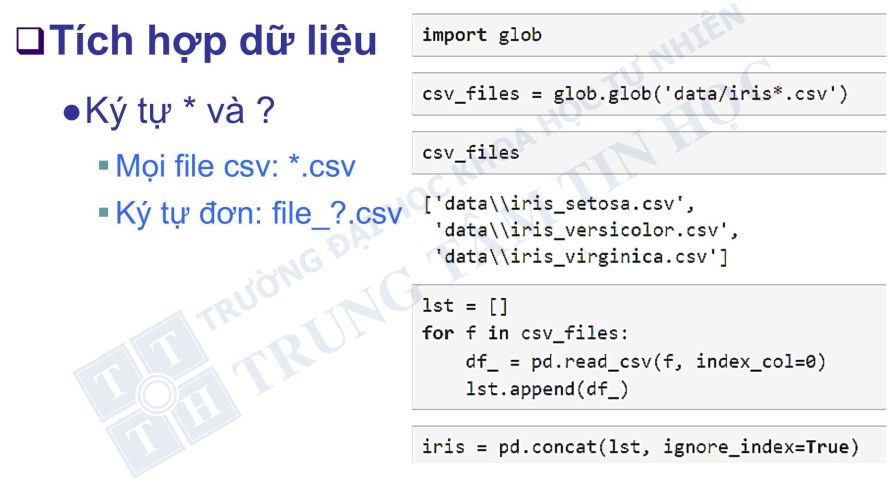 Tích hợp dữ liệu
Ký tự * và ?
Mọi file csv: *.csv
Ký tự đơn: file_?.csv
import glob
csv_files = glob.glob('data/iris*.csv')
csv_files
['data\\iris_setosa.csv',
'data\\iris_versicolor.csv',
'data\\iris_virginica.csv']
lst = []
for f in csv_files:
    df_ = pd.read_csv(f, index_col=0)
    lst.append(df_)
iris = pd.concat(lst, ignore_index=True)
TRƯỜNG ĐẠI HỌC KHOA HỌC TỰ NHIÊN
TRUNG TÂM TIN HỌC
T T
T H